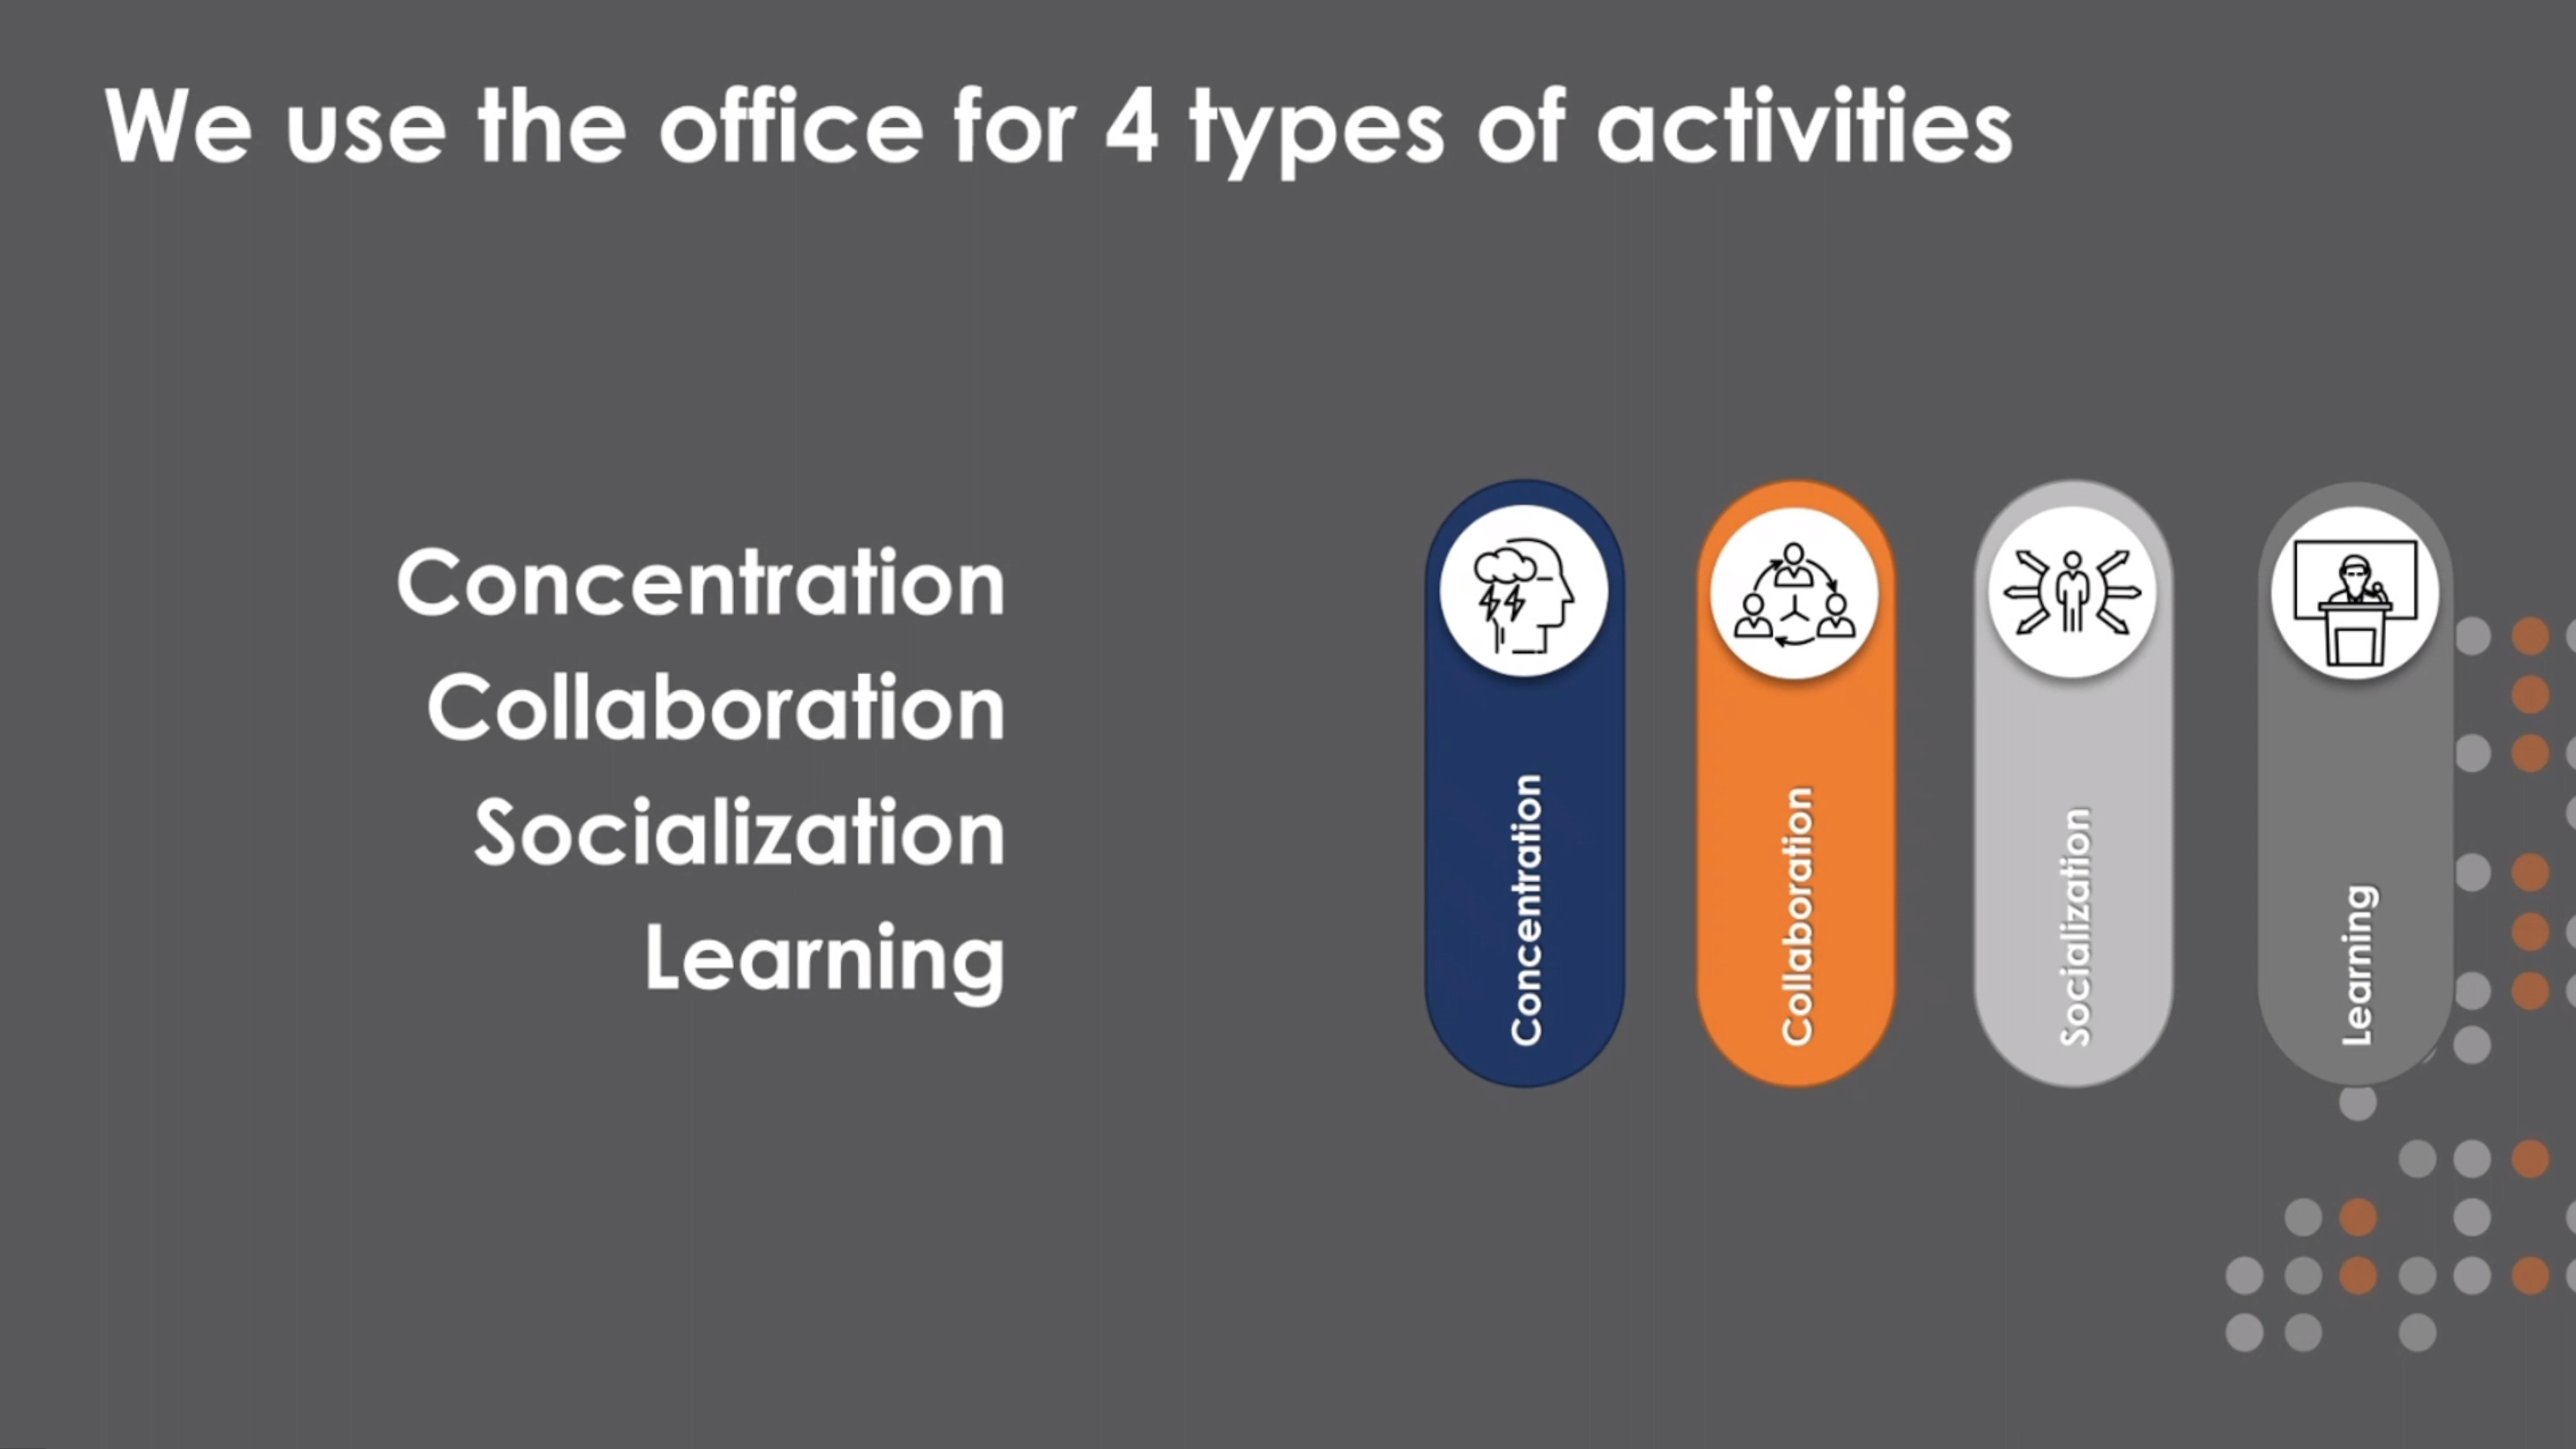 We use the office for 4 types of activities
Concentration
Collaboration
Socialization
Learning
Concentration
Collaboration
Socialization
Learning